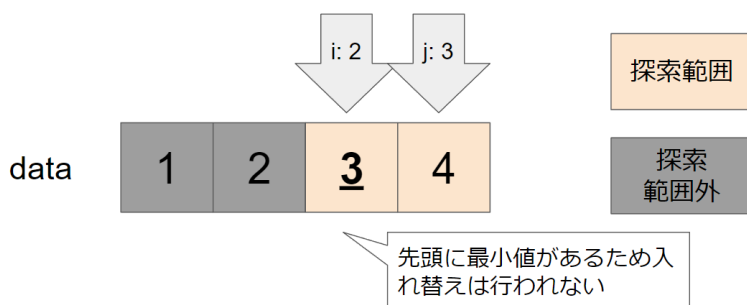 i: 2
j: 3
探索範囲
data
1
2
3
4
探索
範囲外
先頭に最小値があるため入
れ替えは行われない